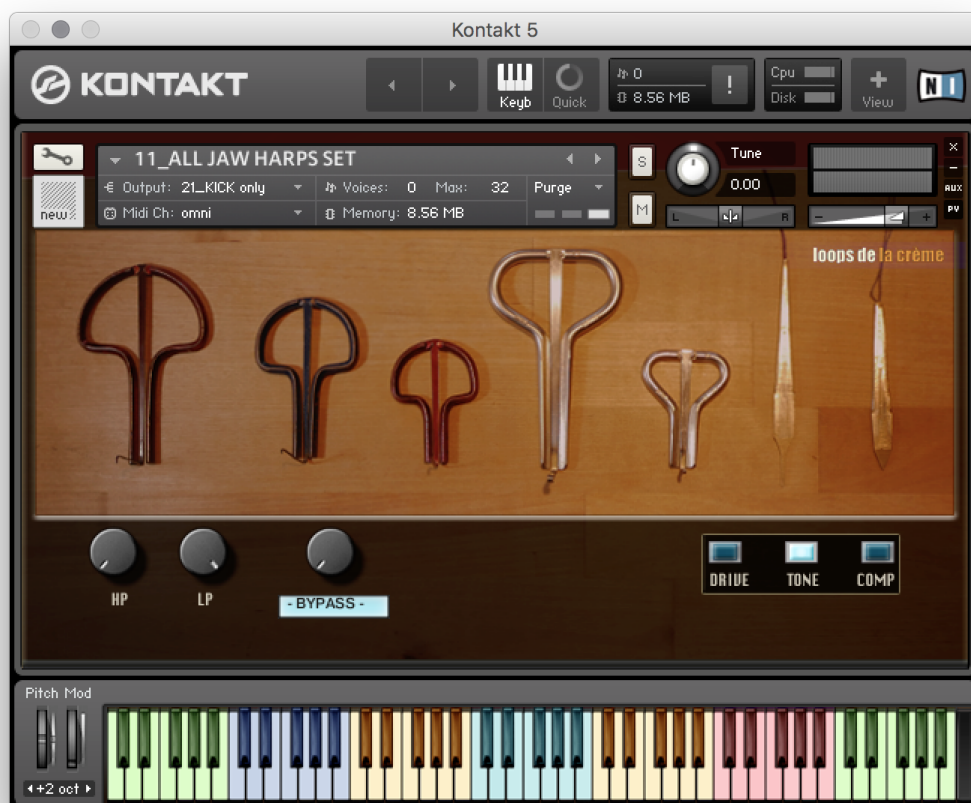 Kontakt 5
KONTAKT
Keyb
Quick
0
8.56 MB
!
Cpu
Disk
+
View
NI
11_ALL JAW HARPS SET
Output: 21_KICK only
Voices: 0 Max: 32
Purge
Midi Ch: omni
Memory: 8.56 MB
new
S
M
Tune
0.00
L R
- +
x
-
AUX
PV
loops de la crème
HP
LP
- BYPASS -
DRIVE
TONE
COMP
Pitch Mod
+2 oct